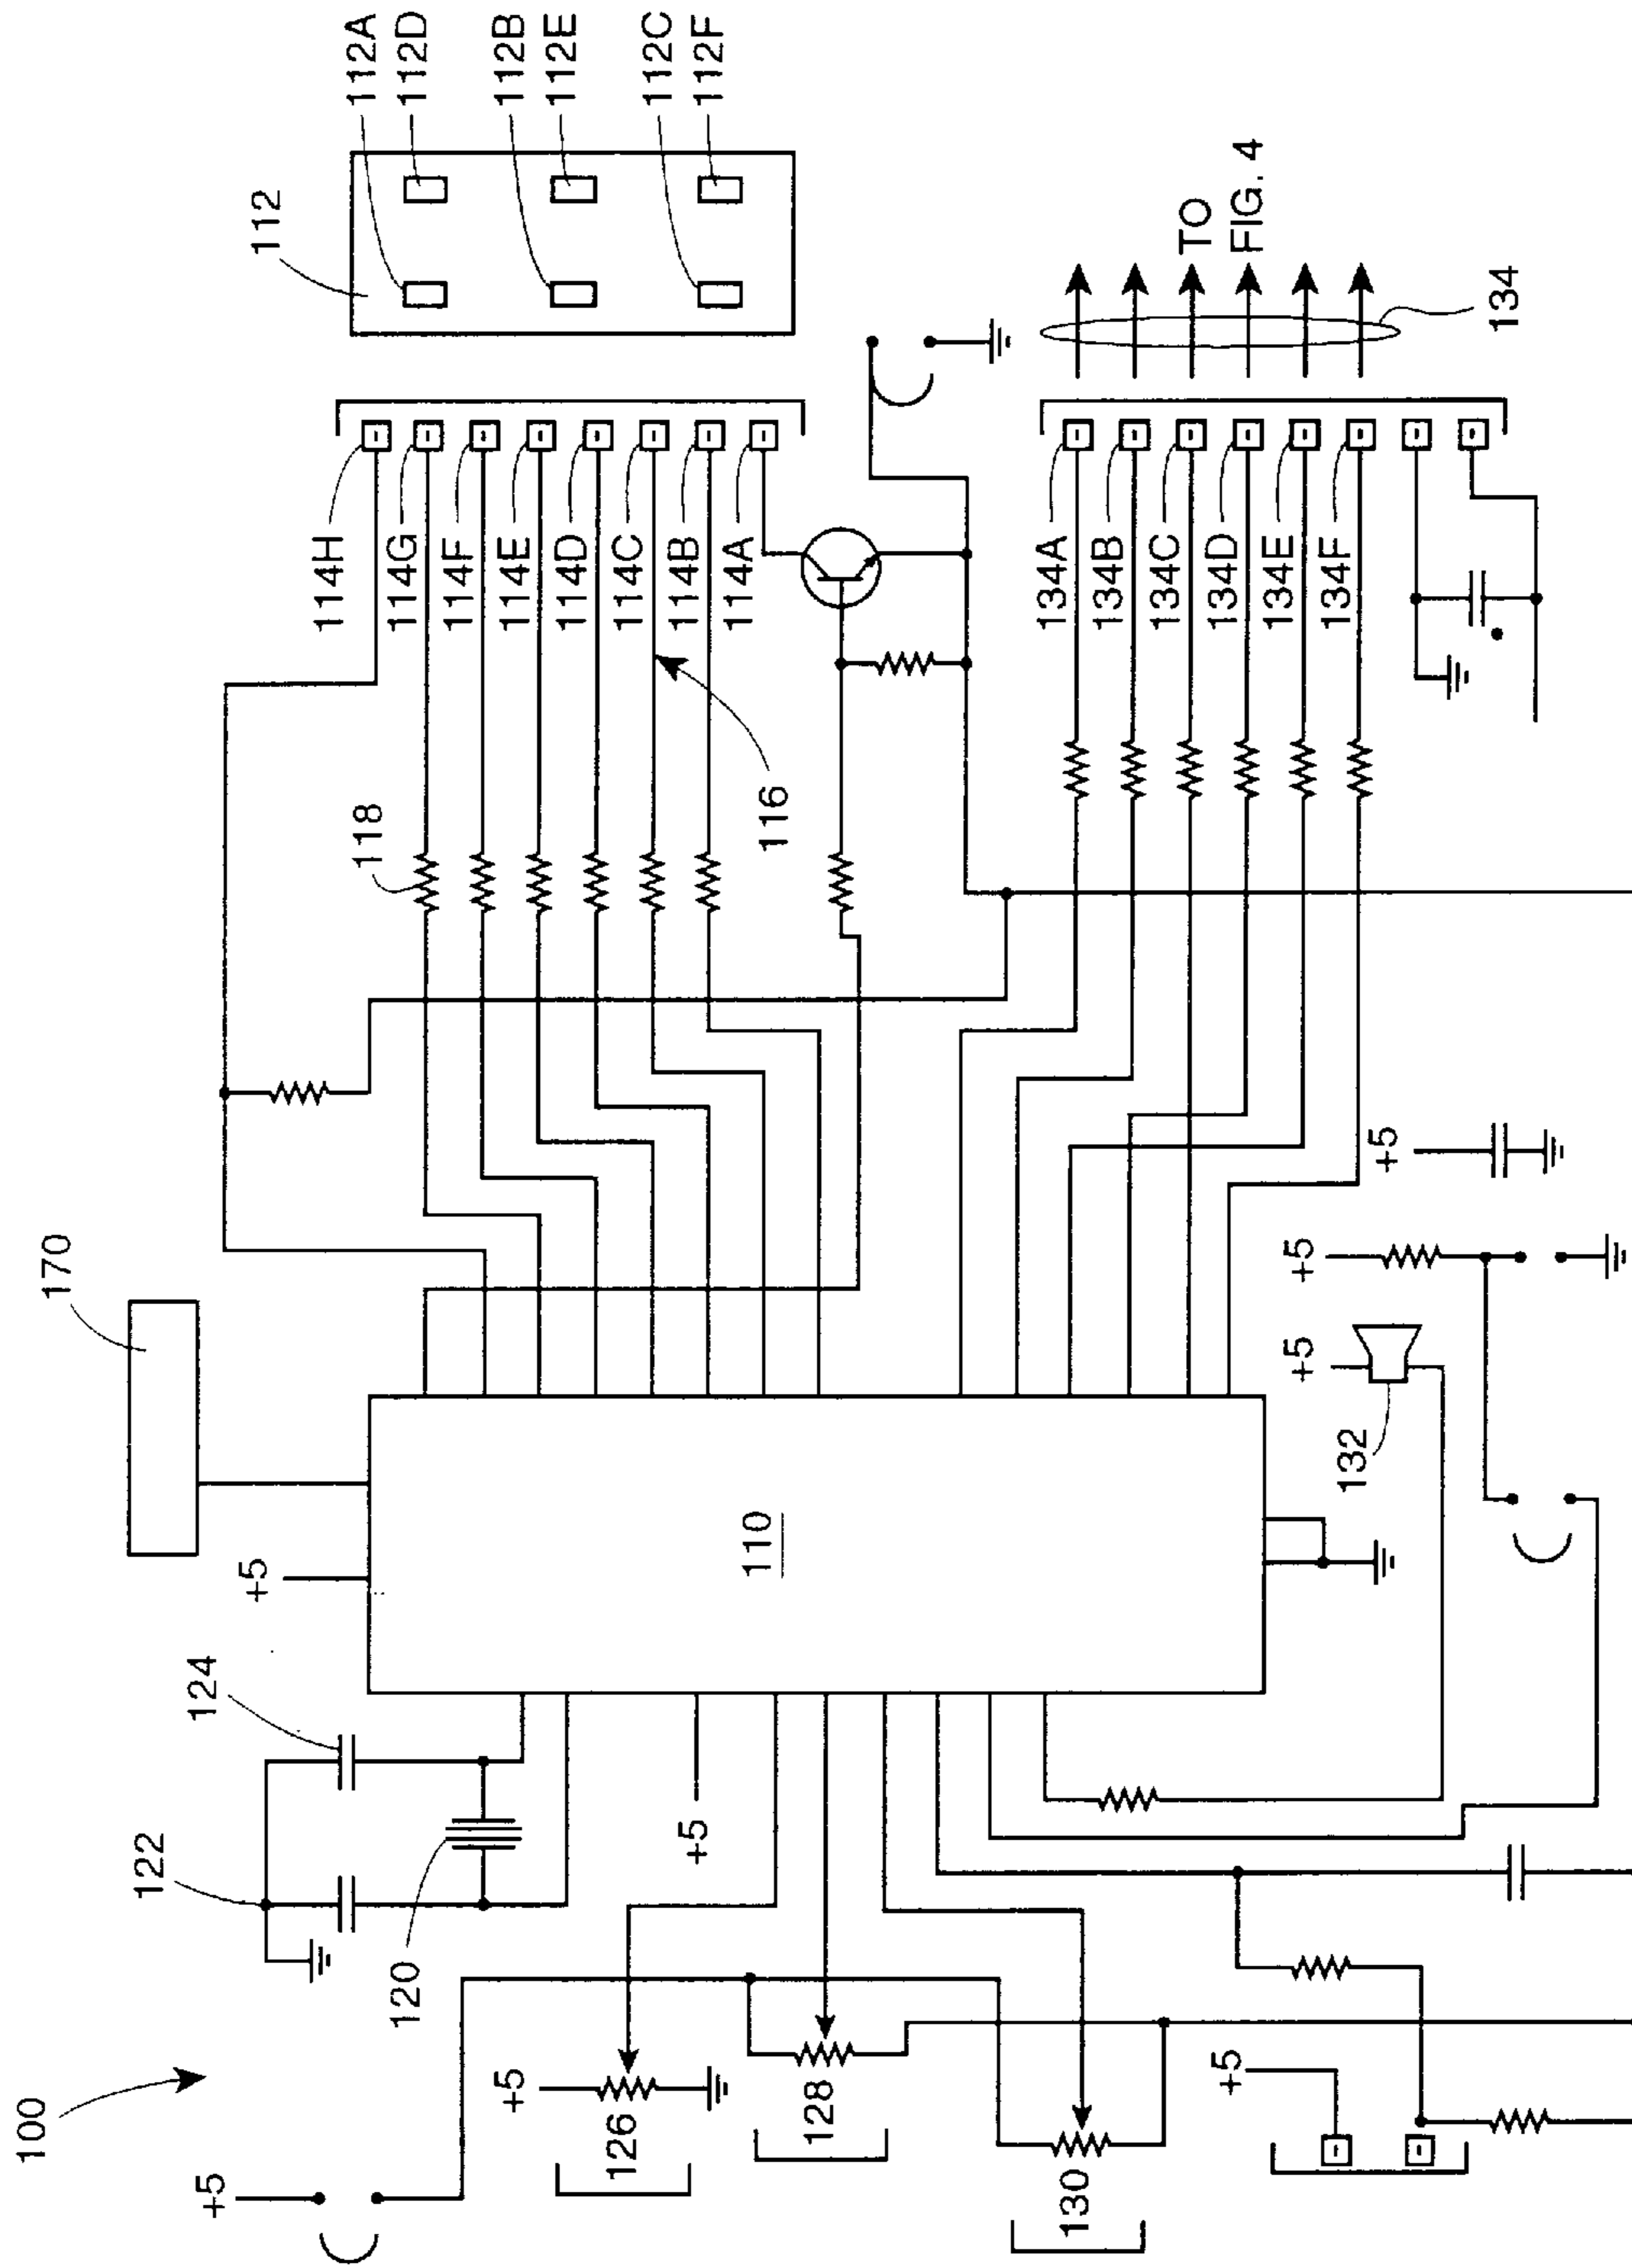 100
+5
126
+5
128
130
+5
122
120
124
+5
+5
110
170
132
+5
+5
+5
118
116
114H
114G
114F
114E
114D
114C
114B
114A
134A
134B
134C
134D
134E
134F
112
112A
112D
112B
112E
112C
112F
TO
FIG. 4
134